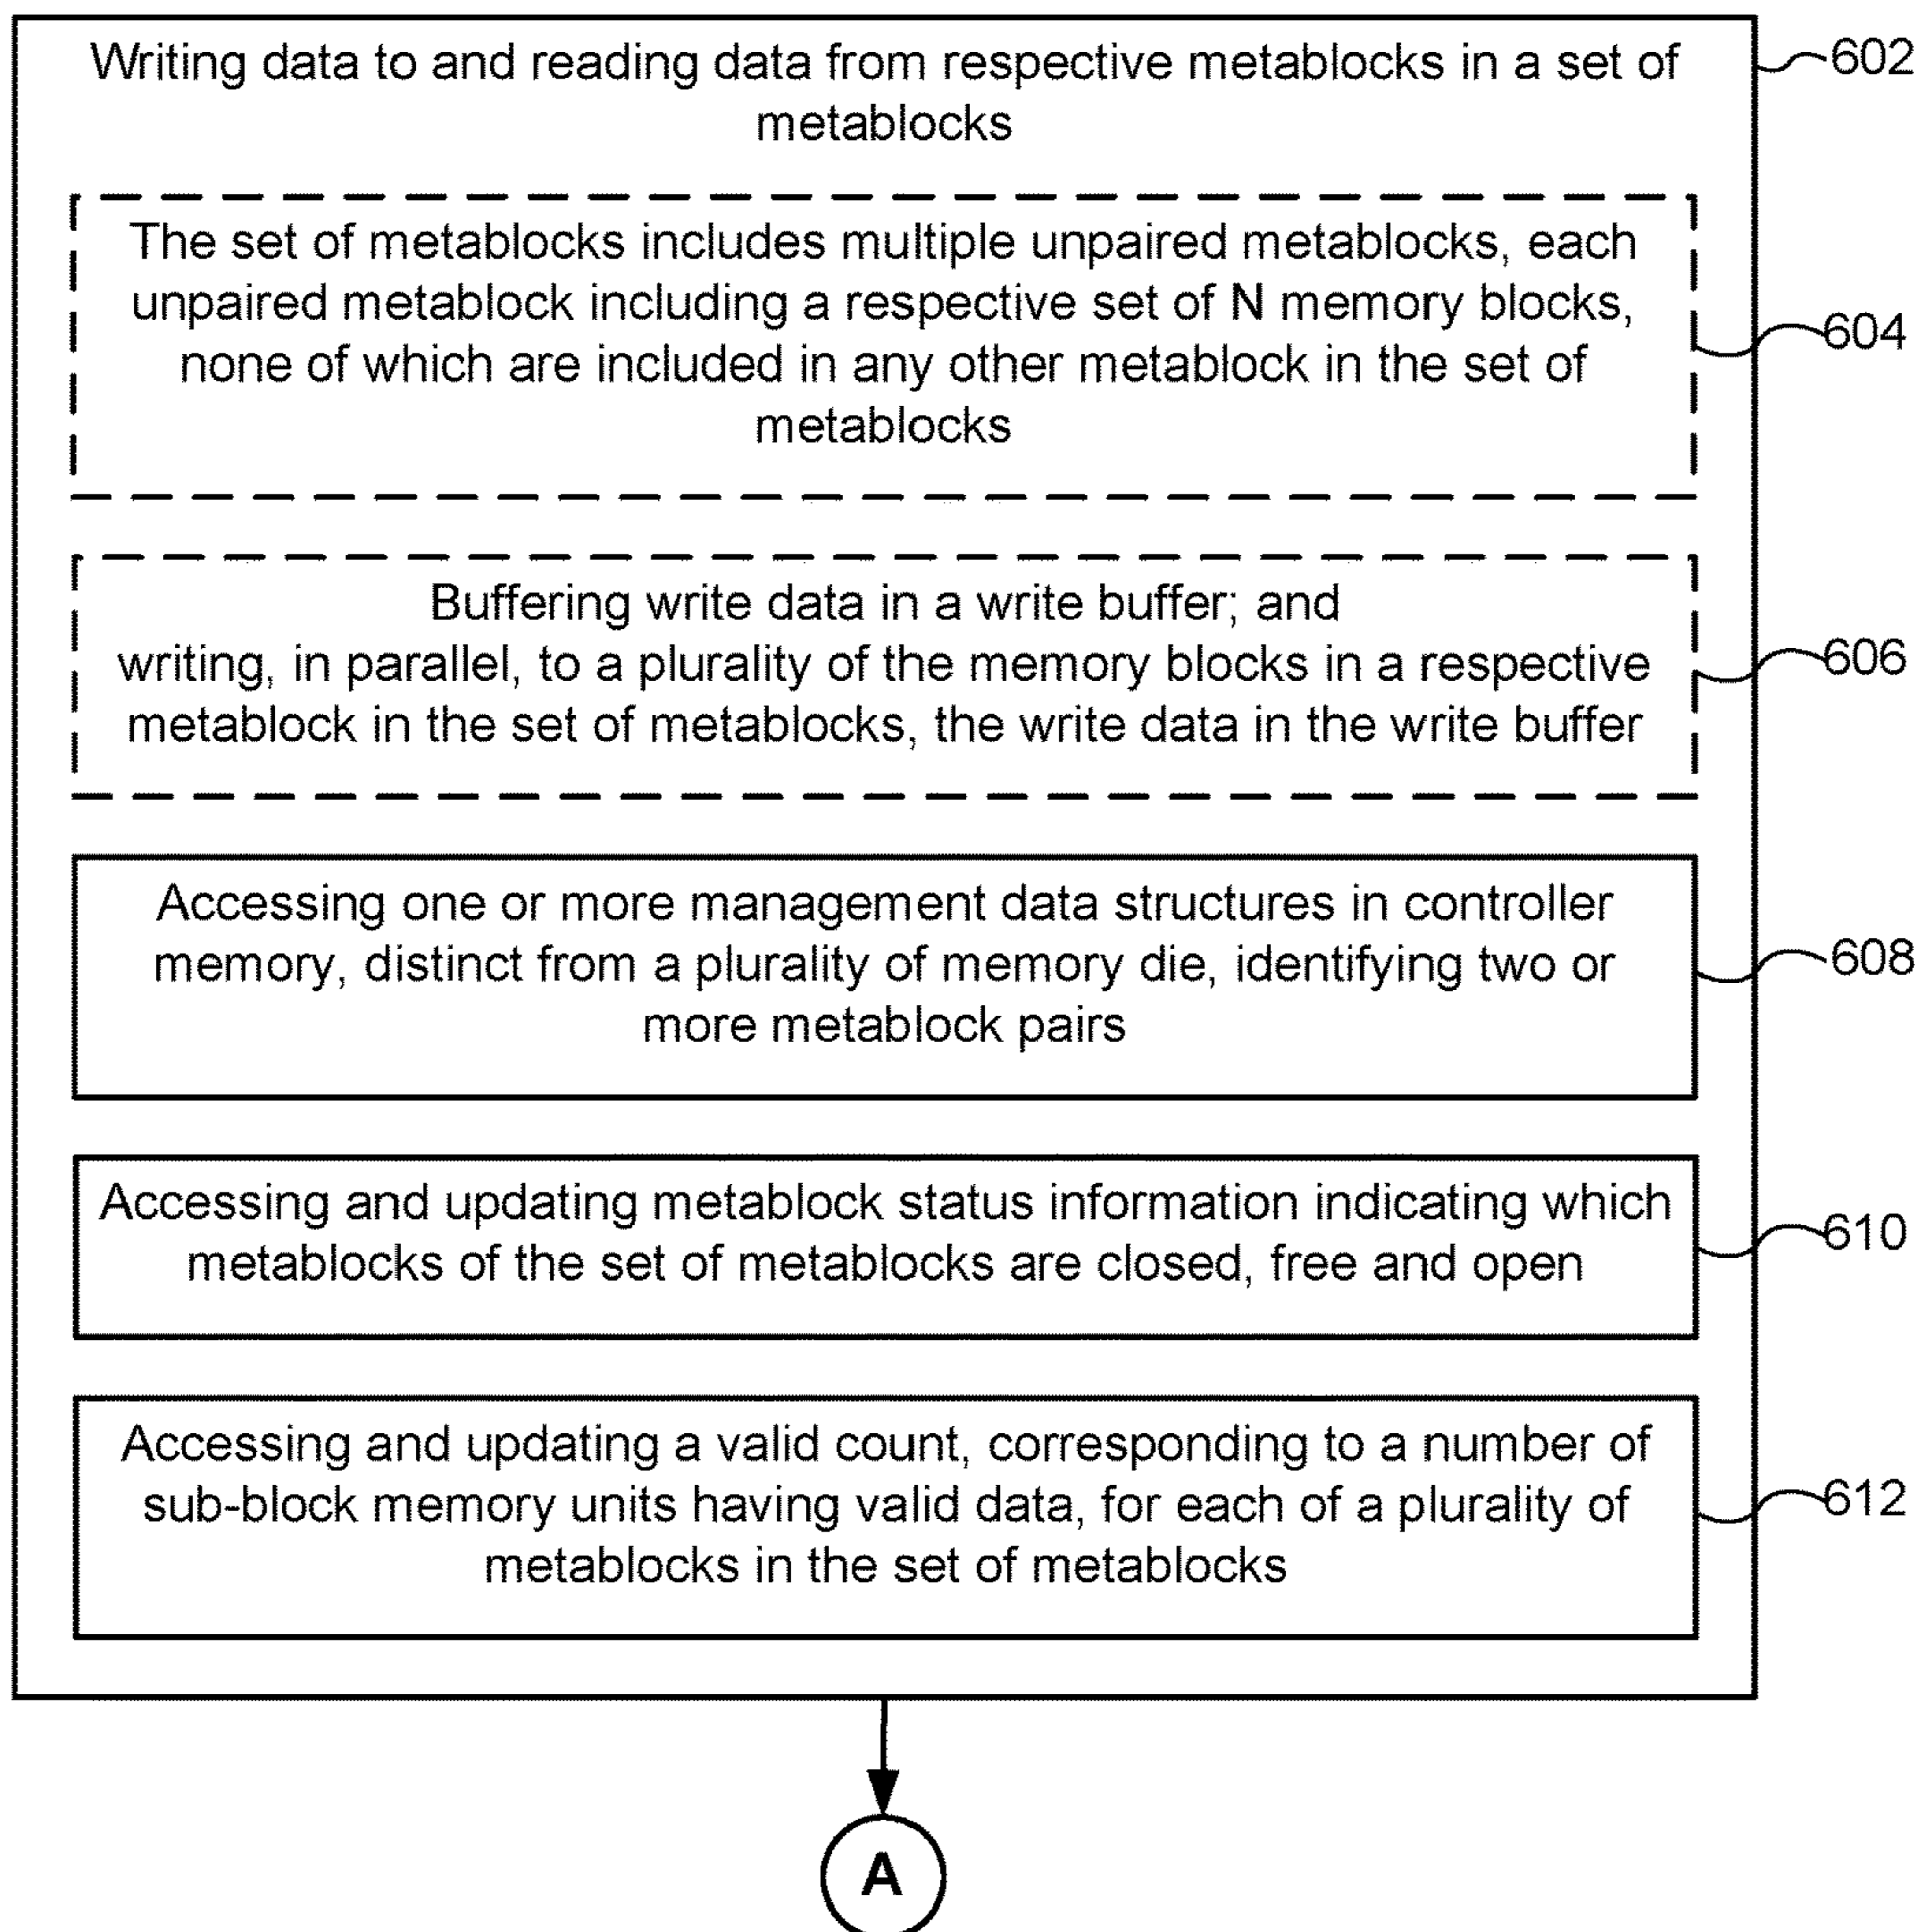 Writing data to and reading data from respective metablocks in a set of
602
metablocks
The set of metablocks includes multiple unpaired metablocks, each
unpaired metablock including a respective set of N memory blocks,
604
none of which are included in any other metablock in the set of
metablocks
Buffering write data in a write buffer; and
writing, in parallel, to a plurality of the memory blocks in a respective
606
metablock in the set of metablocks, the write data in the write buffer
Accessing one or more management data structures in controller
memory, distinct from a plurality of memory die, identifying two or
608
more metablock pairs
Accessing and updating metablock status information indicating which
610
metablocks of the set of metablocks are closed, free and open
Accessing and updating a valid count, corresponding to a number of
sub-block memory units having valid data, for each of a plurality of
612
metablocks in the set of metablocks
A